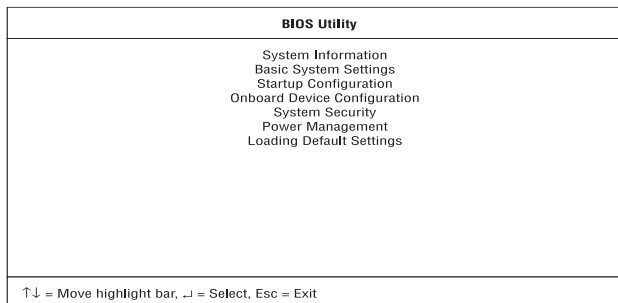 BIOS Utility
System Information
Basic System Settings
Startup Configuration
Onboard Device Configuration
System Security
Power Management
Loading Default Settings
↑↓ = Move highlight bar, ↵ = Select, Esc = Exit